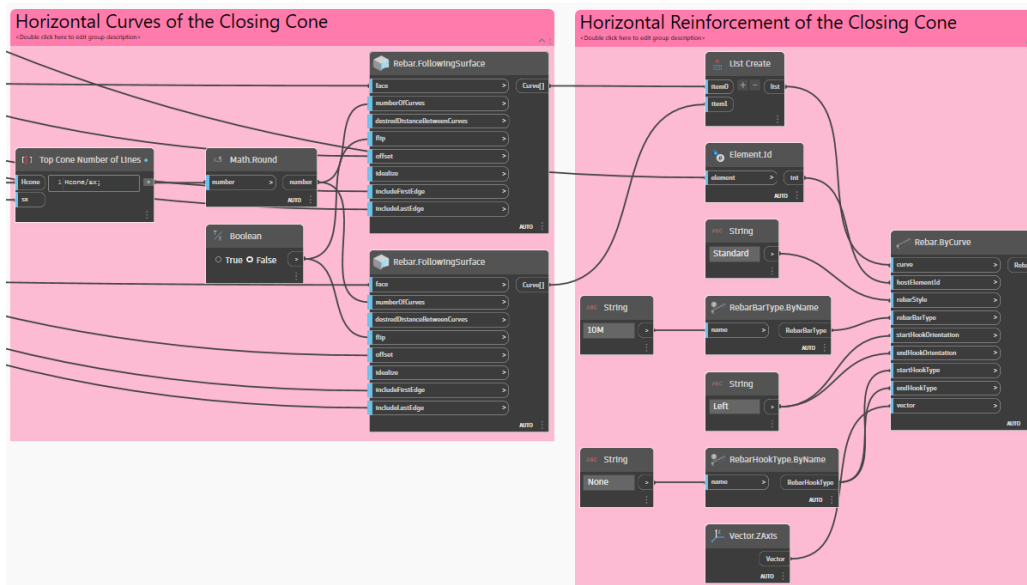 Horizontal Curves of the Closing Cone
<Double click here to edit group description>
Rebar.FollowingSurface
face > Curve[]
numberOfCurves >
desiredDistanceBetweenCurves >
flip >
offset >
idealize >
includeFirstEdge >
includeLastEdge >
AUTO
Top Cone Number of Lines
Hcone 1 Hcone/sx; >
sx
Math.Round
number > number
AUTO
Boolean
True False >
Rebar.FollowingSurface
face > Curve[]
numberOfCurves >
desiredDistanceBetweenCurves >
flip >
offset >
idealize >
includeFirstEdge >
includeLastEdge >
AUTO
Horizontal Reinforcement of the Closing Cone
<Double click here to edit group description>
List Create
item0 + - list
item1
Element.Id
element > int
AUTO
ABC String
Standard >
ABC String
10M >
RebarBarType.ByName
name > RebarBarType
AUTO
ABC String
Left >
ABC String
None >
RebarHookType.ByName
name > RebarHookType
AUTO
Vector.ZAxis
Vector
AUTO
Rebar.ByCurve
curve > Reba
hostElementId >
rebarStyle >
rebarBarType >
startHookOrientation >
endHookOrientation >
startHookType >
endHookType >
vector >
AUTO